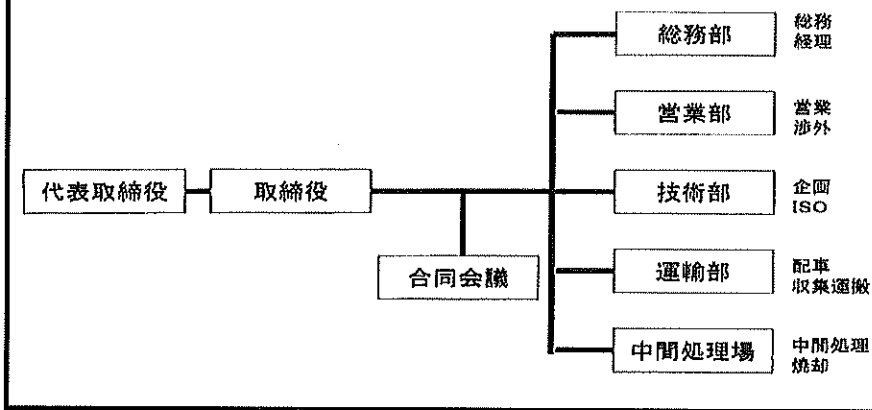 総務部
総務
経理
営業部
営業
渉外
代表取締役
取締役
技術部
企画
ISO
合同会議
運輸部
配車
収集運搬
中間処理場
中間処理
焼却